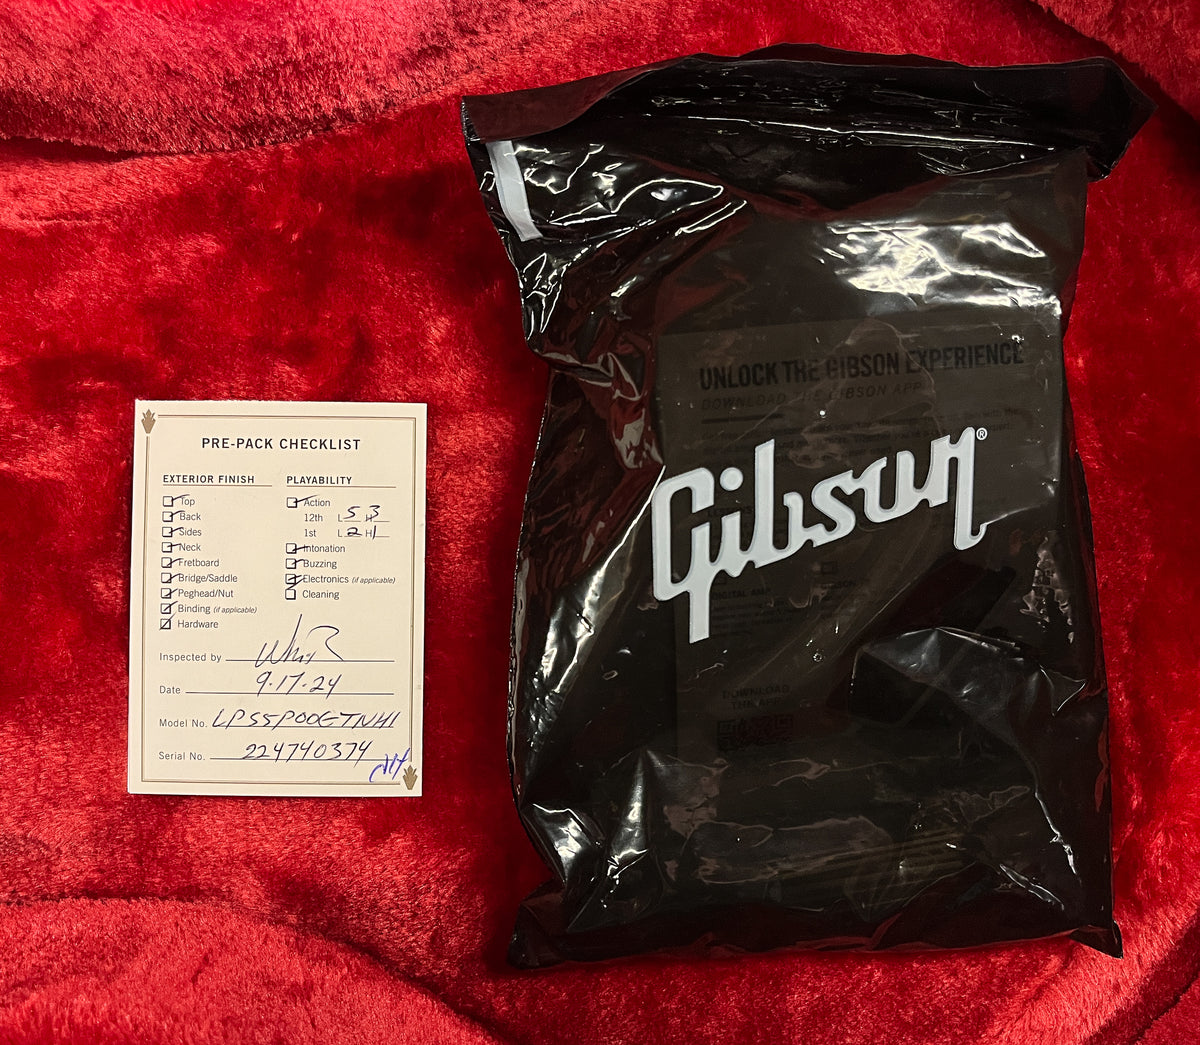 PRE-PACK CHECKLIST
EXTERIOR FINISH
Top
Back
Sides
Neck
Fretboard
Bridge/Saddle
Peghead/Nut
Binding (if applicable)
Hardware
PLAYABILITY
Action
12th L 5 H 3
1st L 2 H 1
Intonation
Buzzing
Electronics (if applicable)
Cleaning
Inspected by
Date 9-17-24
Model No. LPS5P00GTNH1
Serial No. 224740374
UNLOCK THE GIBSON EXPERIENCE
DOWNLOAD THE GIBSON APP
Gibson®
DIGITAL AMP
DOWNLOAD
THE APP